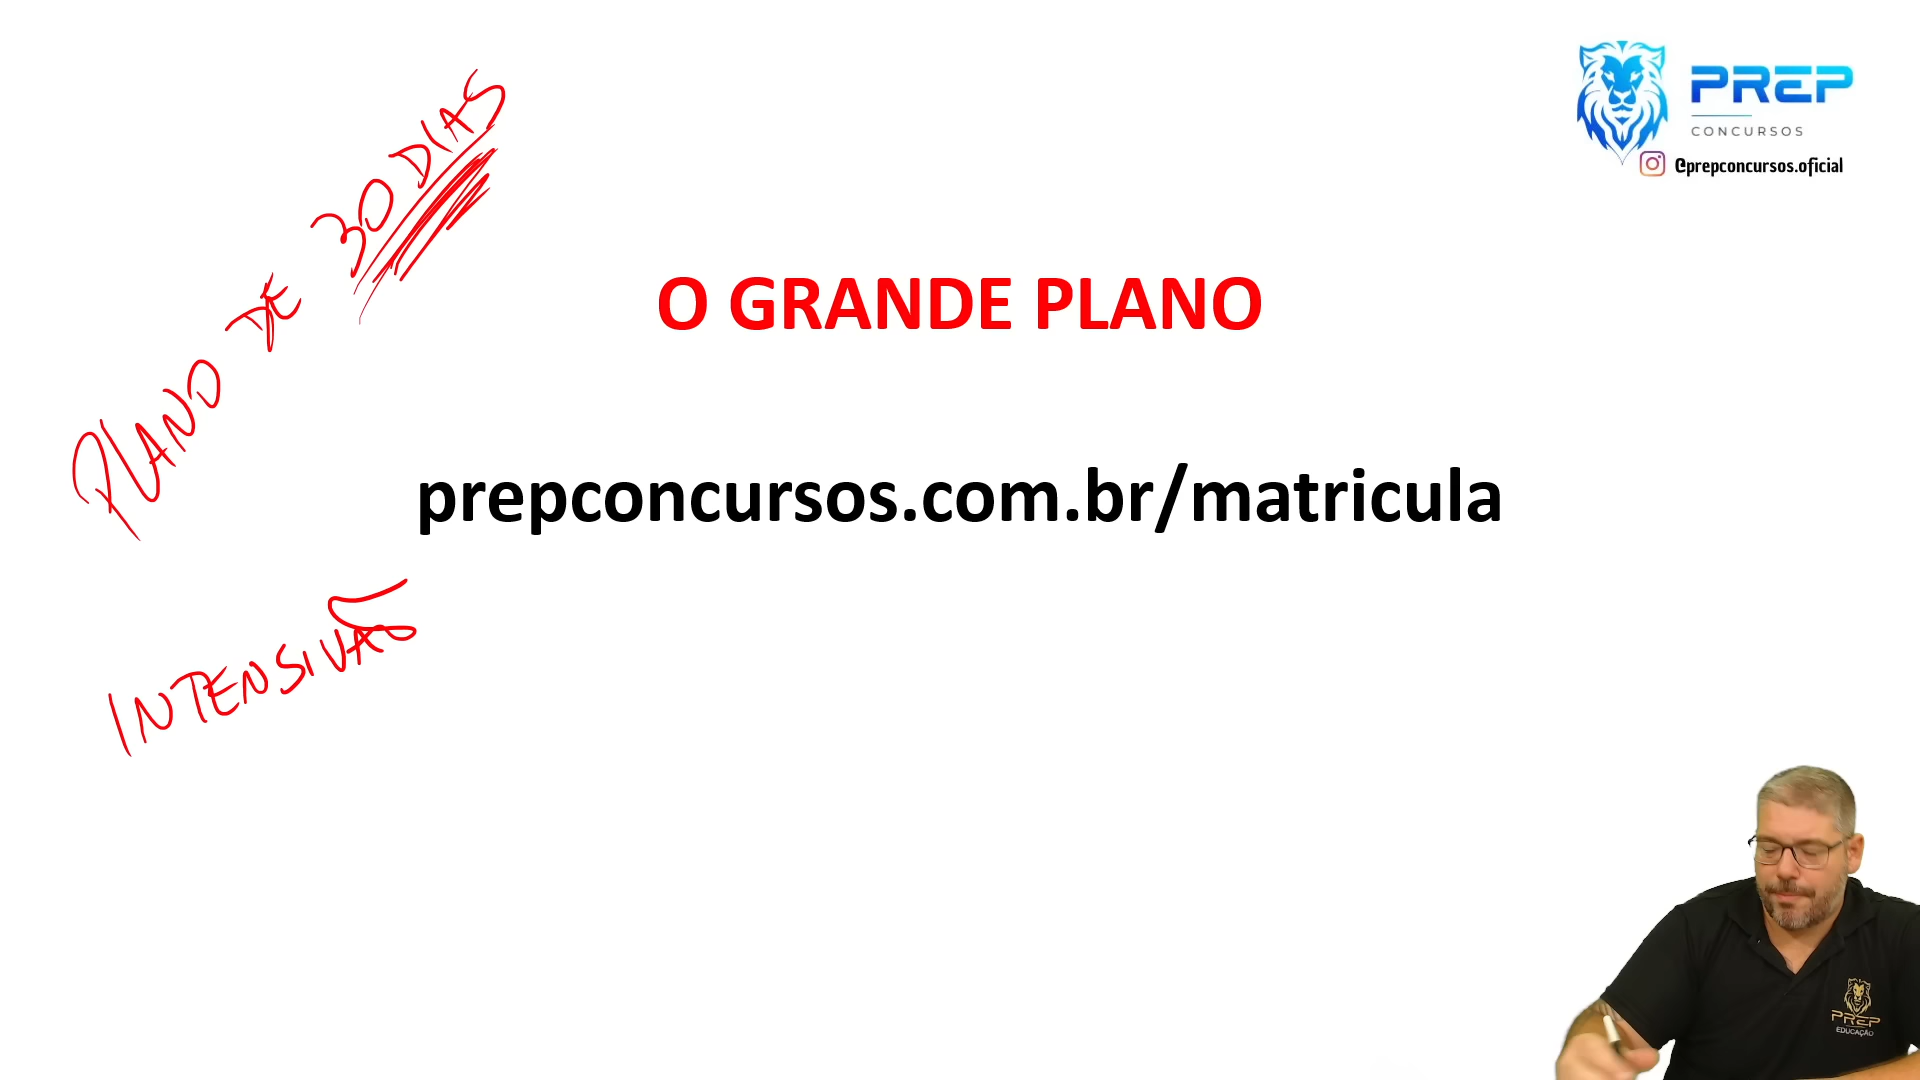 PREP
CONCURSOS
@prepconcursos.oficial
PLANO DE 30 DIAS
O GRANDE PLANO
prepconcursos.com.br/matricula
INTENSIVÃO
PREP
EDUCAÇÃO